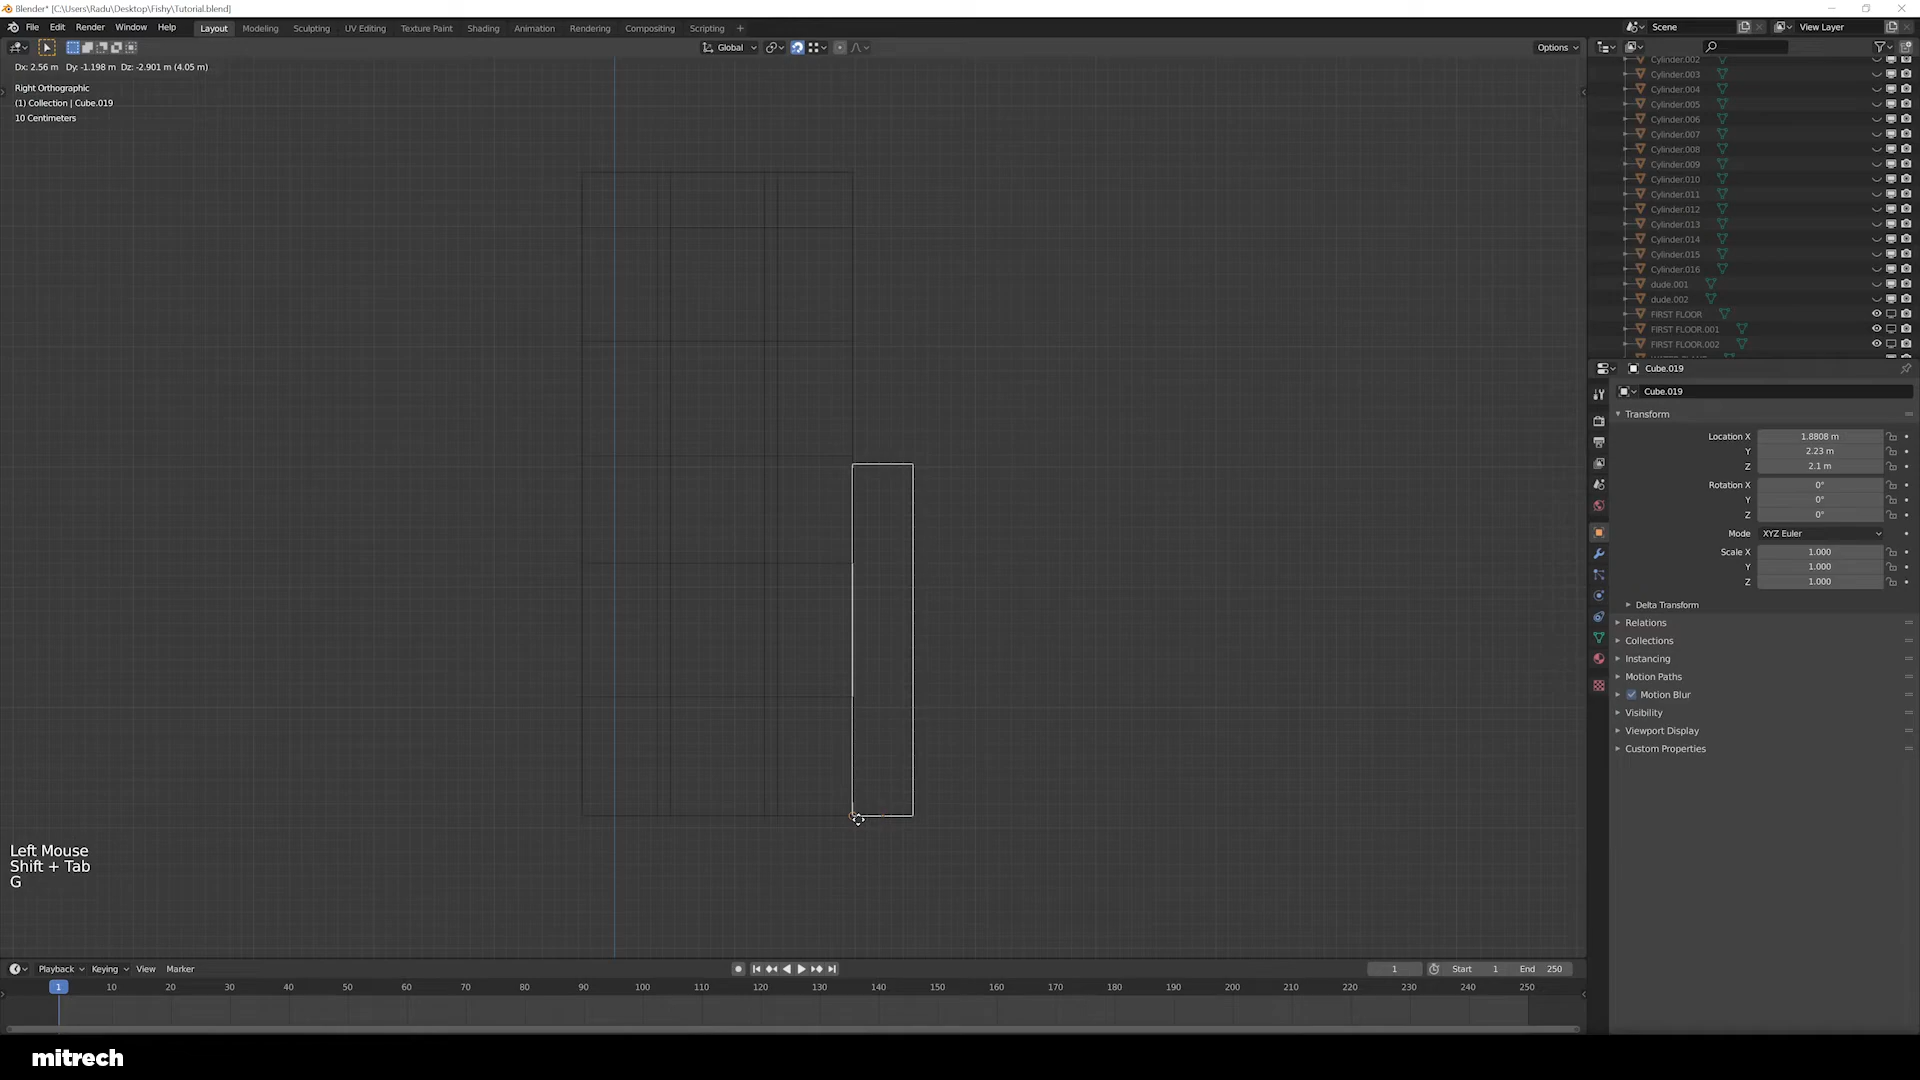 Blender* [C:\Users\Radu\Desktop\Fishy\Tutorial.blend]
File Edit Render Window Help Layout Modeling Sculpting UV Editing Texture Paint Shading Animation Rendering Compositing Scripting + Scene View Layer
Global Options
Dx: 2.56 m Dy: -1.198 m Dz: -2.901 m (4.05 m)
Right Orthographic
(1) Collection | Cube.019
10 Centimeters
Cylinder.002
Cylinder.003
Cylinder.004
Cylinder.005
Cylinder.006
Cylinder.007
Cylinder.008
Cylinder.009
Cylinder.010
Cylinder.011
Cylinder.012
Cylinder.013
Cylinder.014
Cylinder.015
Cylinder.016
dude.001
dude.002
FIRST FLOOR
FIRST FLOOR.001
FIRST FLOOR.002
Cube.019
Cube.019
Transform
Location X 1.8808 m
Y 2.23 m
Z 2.1 m
Rotation X 0°
Y 0°
Z 0°
Mode XYZ Euler
Scale X 1.000
Y 1.000
Z 1.000
Delta Transform
Relations
Collections
Instancing
Motion Paths
Motion Blur
Visibility
Viewport Display
Custom Properties
Left Mouse
Shift + Tab
G
Playback Keying View Marker 1 Start 1 End 250
1 10 20 30 40 50 60 70 80 90 100 110 120 130 140 150 160 170 180 190 200 210 220 230 240 250
mitrech